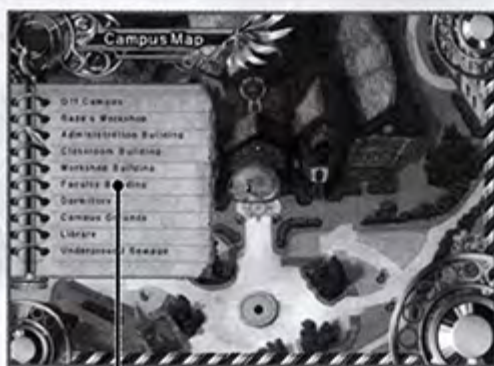 Campus Map
Off Campus
Raze's Workshop
Administration Building
Classroom Building
Workshop Building
Faculty Building
Dormitory
Campus Grounds
Library
Underground Sewage